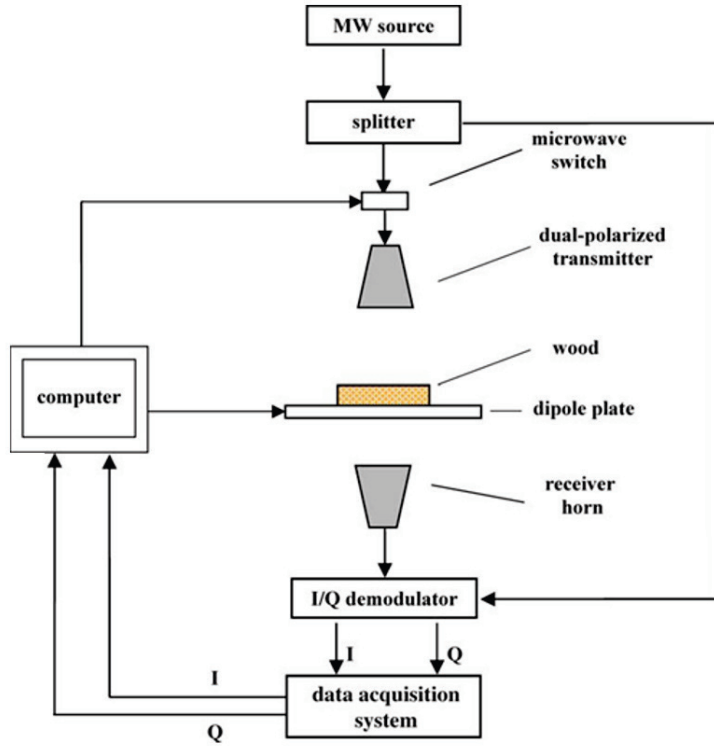 MW source
splitter
microwave
switch
dual-polarized
transmitter
wood
computer
dipole plate
receiver
horn
I/Q demodulator
I
Q
I
data acquisition
system
Q